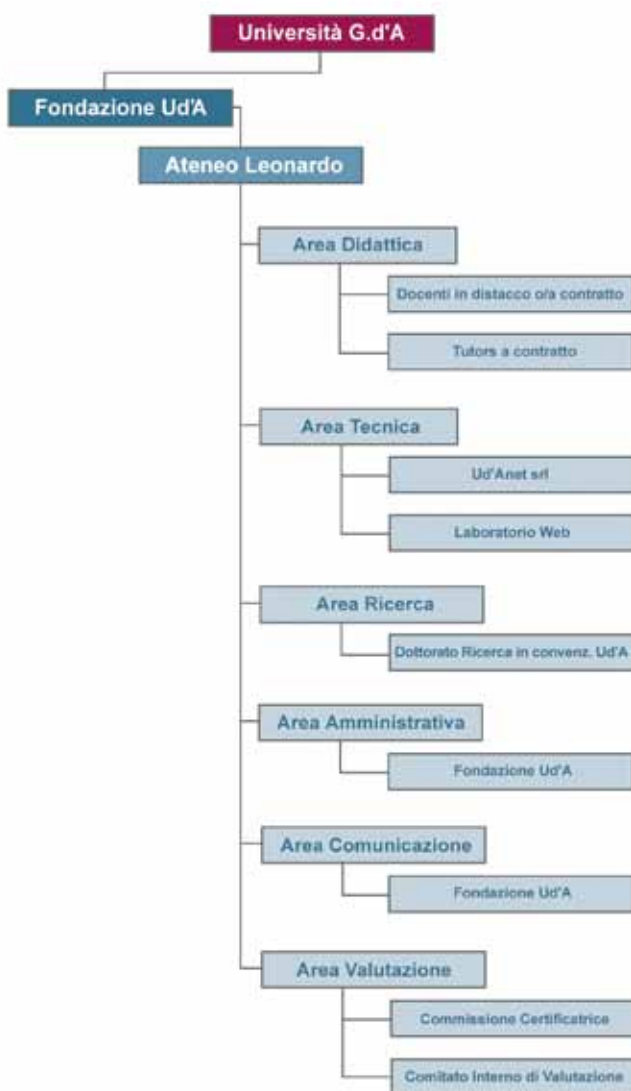 Università G.d'A
Fondazione Ud'A
Ateneo Leonardo
Area Didattica
Docenti in distacco o/a contratto
Tutors a contratto
Area Tecnica
Ud'Anet srl
Laboratorio Web
Area Ricerca
Dottorato Ricerca in convenz. Ud'A
Area Amministrativa
Fondazione Ud'A
Area Comunicazione
Fondazione Ud'A
Area Valutazione
Commissione Certificatrice
Comitato Interno di Valutazione